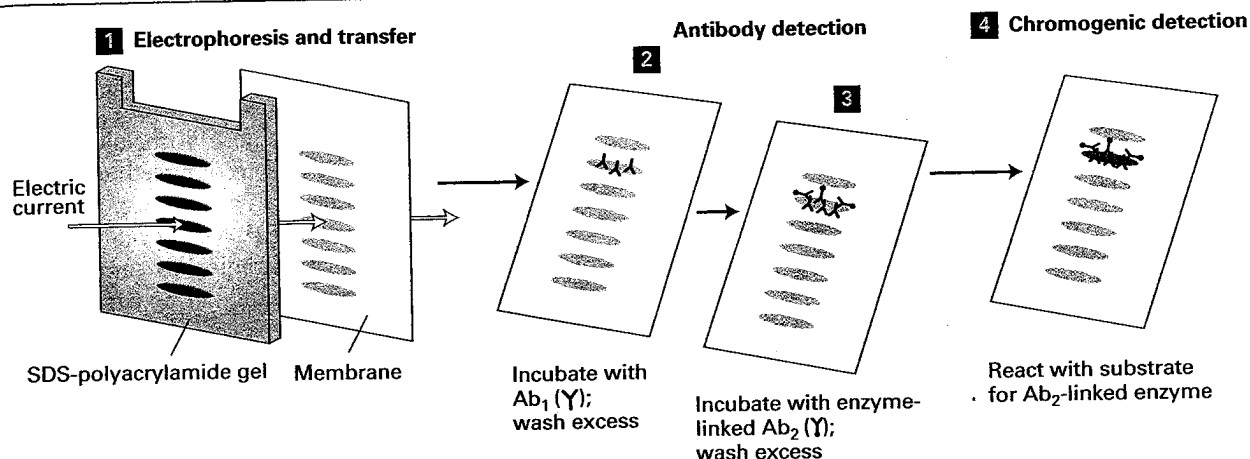 1 Electrophoresis and transfer
Antibody detection
4 Chromogenic detection
2
3
Electric
current
SDS-polyacrylamide gel
Membrane
Incubate with
Ab₁ (Y);
wash excess
Incubate with enzyme-
linked Ab₂ (Y);
wash excess
React with substrate
for Ab₂-linked enzyme